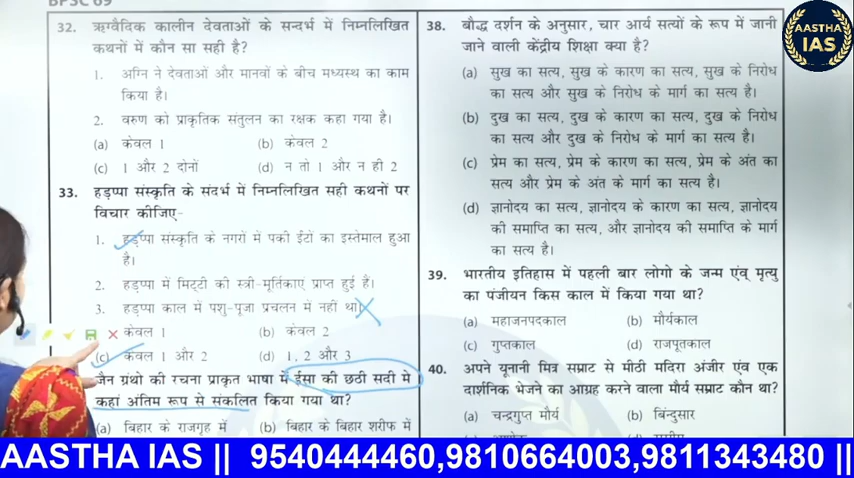 BPSC 69
32. ऋग्वैदिक कालीन देवताओं के सन्दर्भ में निम्नलिखित
कथनों में कौन सा सही है?
1. अग्नि ने देवताओं और मानवों के बीच मध्यस्थ का काम
किया है।
2. वरुण को प्राकृतिक संतुलन का रक्षक कहा गया है।
(a) केवल 1 (b) केवल 2
(c) 1 और 2 दोनों (d) न तो 1 और न ही 2
33. हड़प्पा संस्कृति के संदर्भ में निम्नलिखित सही कथनों पर
विचार कीजिए-
1. हड़प्पा संस्कृति के नगरों में पकी ईंटों का इस्तेमाल हुआ
है।
2. हड़प्पा में मिट्टी की स्त्री-मूर्तिकाएं प्राप्त हुई हैं।
3. हड़प्पा काल में पशु-पूजा प्रचलन में नहीं था।
केवल 1 (b) केवल 2
(c) केवल 1 और 2 (d) 1, 2 और 3
जैन ग्रंथो की रचना प्राकृत भाषा में ईसा की छठी सदी मे
कहां अंतिम रूप से संकलित किया गया था?
(a) बिहार के राजगृह में (b) बिहार के बिहार शरीफ में
38. बौद्ध दर्शन के अनुसार, चार आर्य सत्यों के रूप में जानी
जाने वाली केंद्रीय शिक्षा क्या है?
(a) सुख का सत्य, सुख के कारण का सत्य, सुख के निरोध
का सत्य और सुख के निरोध के मार्ग का सत्य है।
(b) दुख का सत्य, दुख के कारण का सत्य, दुख के निरोध
का सत्य और दुख के निरोध के मार्ग का सत्य है।
(c) प्रेम का सत्य, प्रेम के कारण का सत्य, प्रेम के अंत का
सत्य और प्रेम के अंत के मार्ग का सत्य है।
(d) ज्ञानोदय का सत्य, ज्ञानोदय के कारण का सत्य, ज्ञानोदय
की समाप्ति का सत्य, और ज्ञानोदय की समाप्ति के मार्ग
का सत्य है।
39. भारतीय इतिहास में पहली बार लोगो के जन्म एंव् मृत्यु
का पंजीयन किस काल में किया गया था?
(a) महाजनपदकाल (b) मौर्यकाल
(c) गुप्तकाल (d) राजपूतकाल
40. अपने यूनानी मित्र सम्राट से मीठी मदिरा अंजीर एंव एक
दार्शनिक भेजने का आग्रह करने वाला मौर्य सम्राट कौन था?
(a) चन्द्रगुप्त मौर्य (b) बिंन्दुसार
AASTHA
IAS
AASTHA IAS || 9540444460,9810664003,9811343480 ||